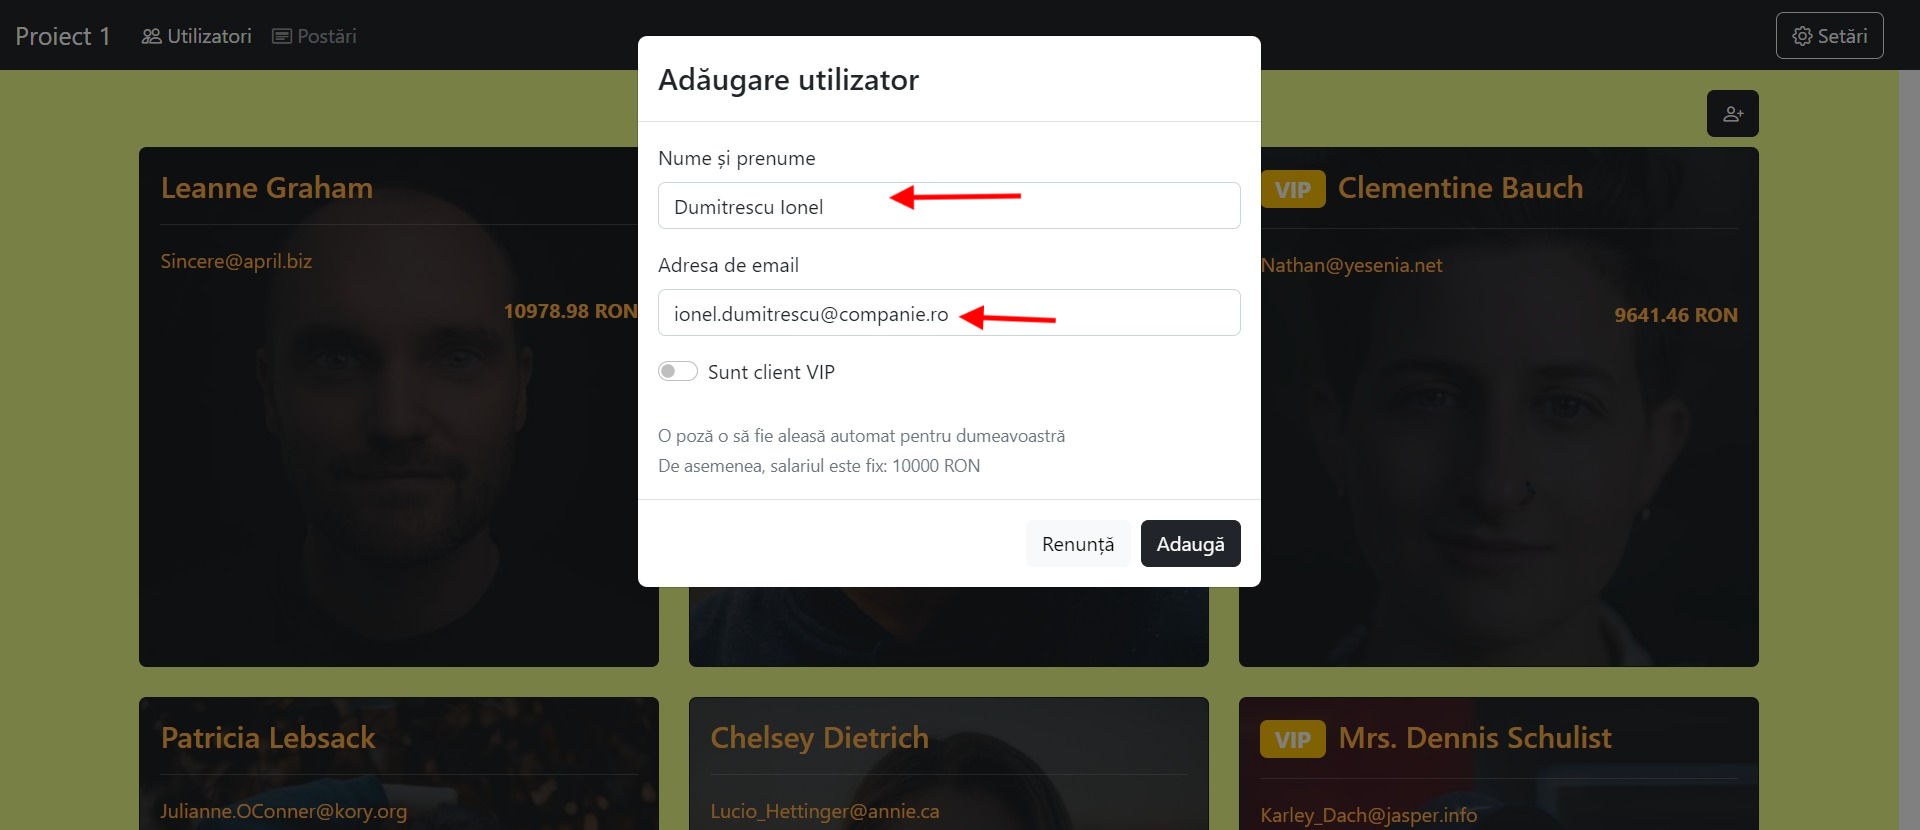 Proiect 1
Utilizatori
Postări
Setări
Adăugare utilizator
Nume și prenume
Dumitrescu Ionel
Adresa de email
ionel.dumitrescu@companie.ro
Sunt client VIP
O poză o să fie aleasă automat pentru dumeavoastră
De asemenea, salariul este fix: 10000 RON
Renunță
Adaugă
Leanne Graham
Sincere@april.biz
10978.98 RON
VIP Clementine Bauch
Nathan@yesenia.net
9641.46 RON
Patricia Lebsack
Julianne.OConner@kory.org
Chelsey Dietrich
Lucio_Hettinger@annie.ca
VIP Mrs. Dennis Schulist
Karley_Dach@jasper.info